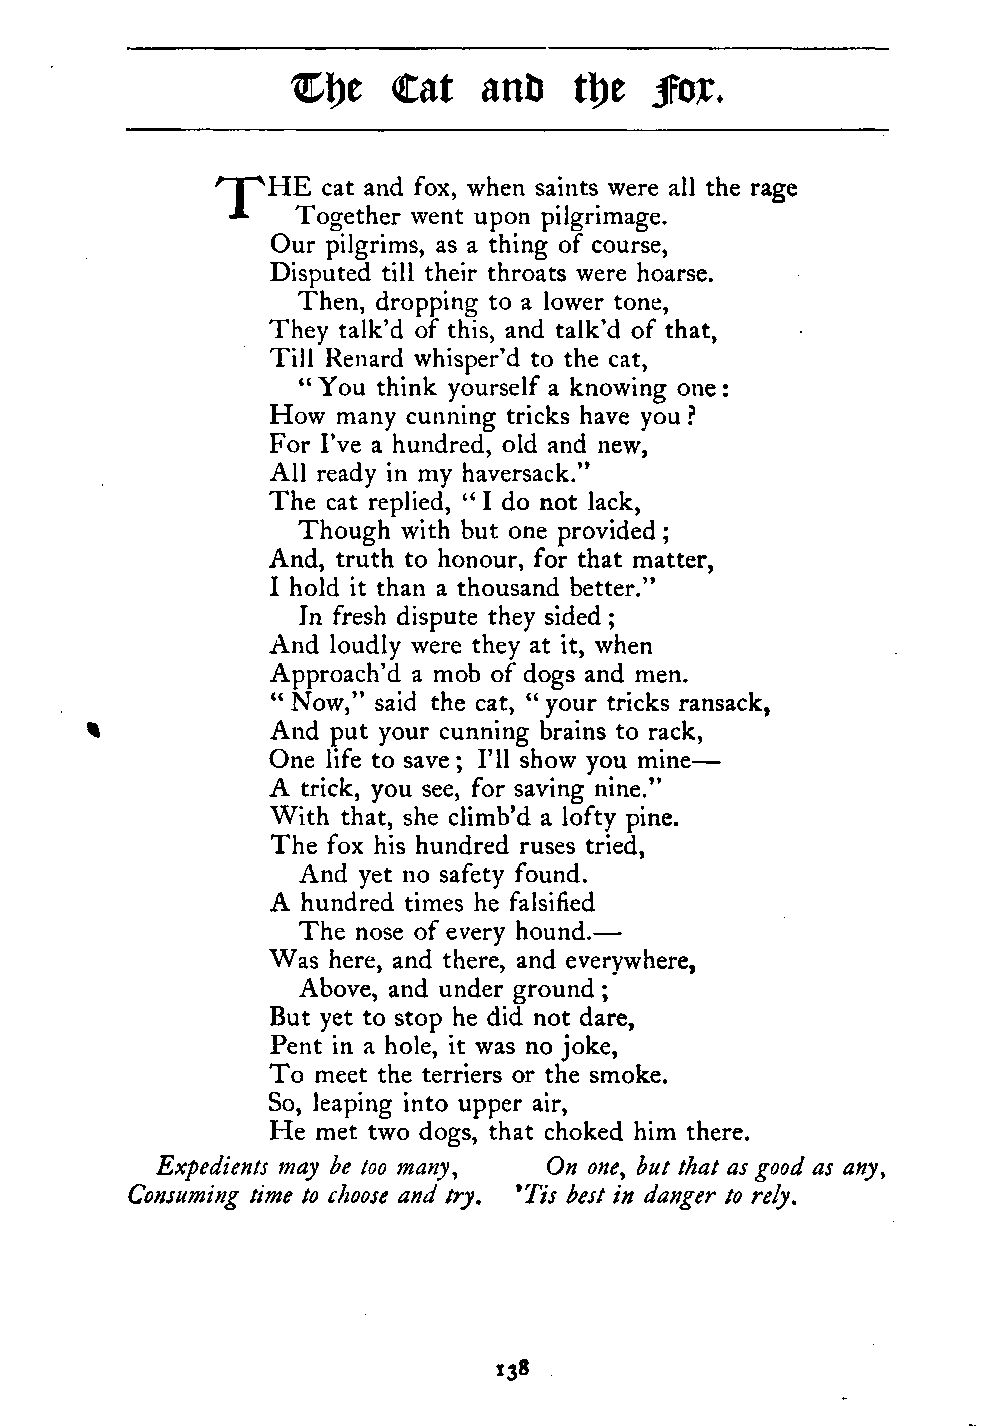 The Cat and the Fox.
THE cat and fox, when saints were all the rage
Together went upon pilgrimage.
Our pilgrims, as a thing of course,
Disputed till their throats were hoarse.
Then, dropping to a lower tone,
They talk'd of this, and talk'd of that,
Till Renard whisper'd to the cat,
"You think yourself a knowing one:
How many cunning tricks have you?
For I've a hundred, old and new,
All ready in my haversack."
The cat replied, "I do not lack,
Though with but one provided;
And, truth to honour, for that matter,
I hold it than a thousand better."
In fresh dispute they sided;
And loudly were they at it, when
Approach'd a mob of dogs and men.
"Now," said the cat, "your tricks ransack,
And put your cunning brains to rack,
One life to save; I'll show you mine—
A trick, you see, for saving nine."
With that, she climb'd a lofty pine.
The fox his hundred ruses tried,
And yet no safety found.
A hundred times he falsified
The nose of every hound.—
Was here, and there, and everywhere,
Above, and under ground;
But yet to stop he did not dare,
Pent in a hole, it was no joke,
To meet the terriers or the smoke.
So, leaping into upper air,
He met two dogs, that choked him there.
Expedients may be too many,
Consuming time to choose and try.
On one, but that as good as any,
'Tis best in danger to rely.
138